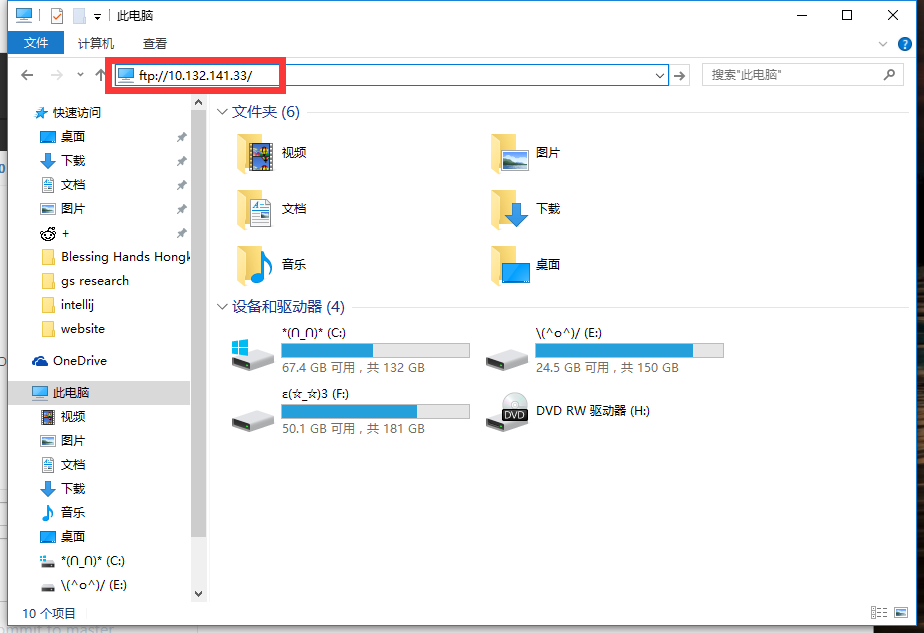 此电脑
文件 计算机 查看
ftp://10.132.141.33/ 搜索"此电脑"
快速访问
桌面
下载
文档
图片
+
Blessing Hands Hongk
gs research
intellij
website
OneDrive
此电脑
视频
图片
文档
下载
音乐
桌面
*(∩_∩)* (C:)
\(^o^)/ (E:)
文件夹 (6)
视频 图片
文档 下载
音乐 桌面
设备和驱动器 (4)
*(∩_∩)* (C:)
67.4 GB 可用，共 132 GB
\(^o^)/ (E:)
24.5 GB 可用，共 150 GB
ε(☆_☆)3 (F:)
50.1 GB 可用，共 181 GB
DVD
DVD RW 驱动器 (H:)
10 个项目
commit to master